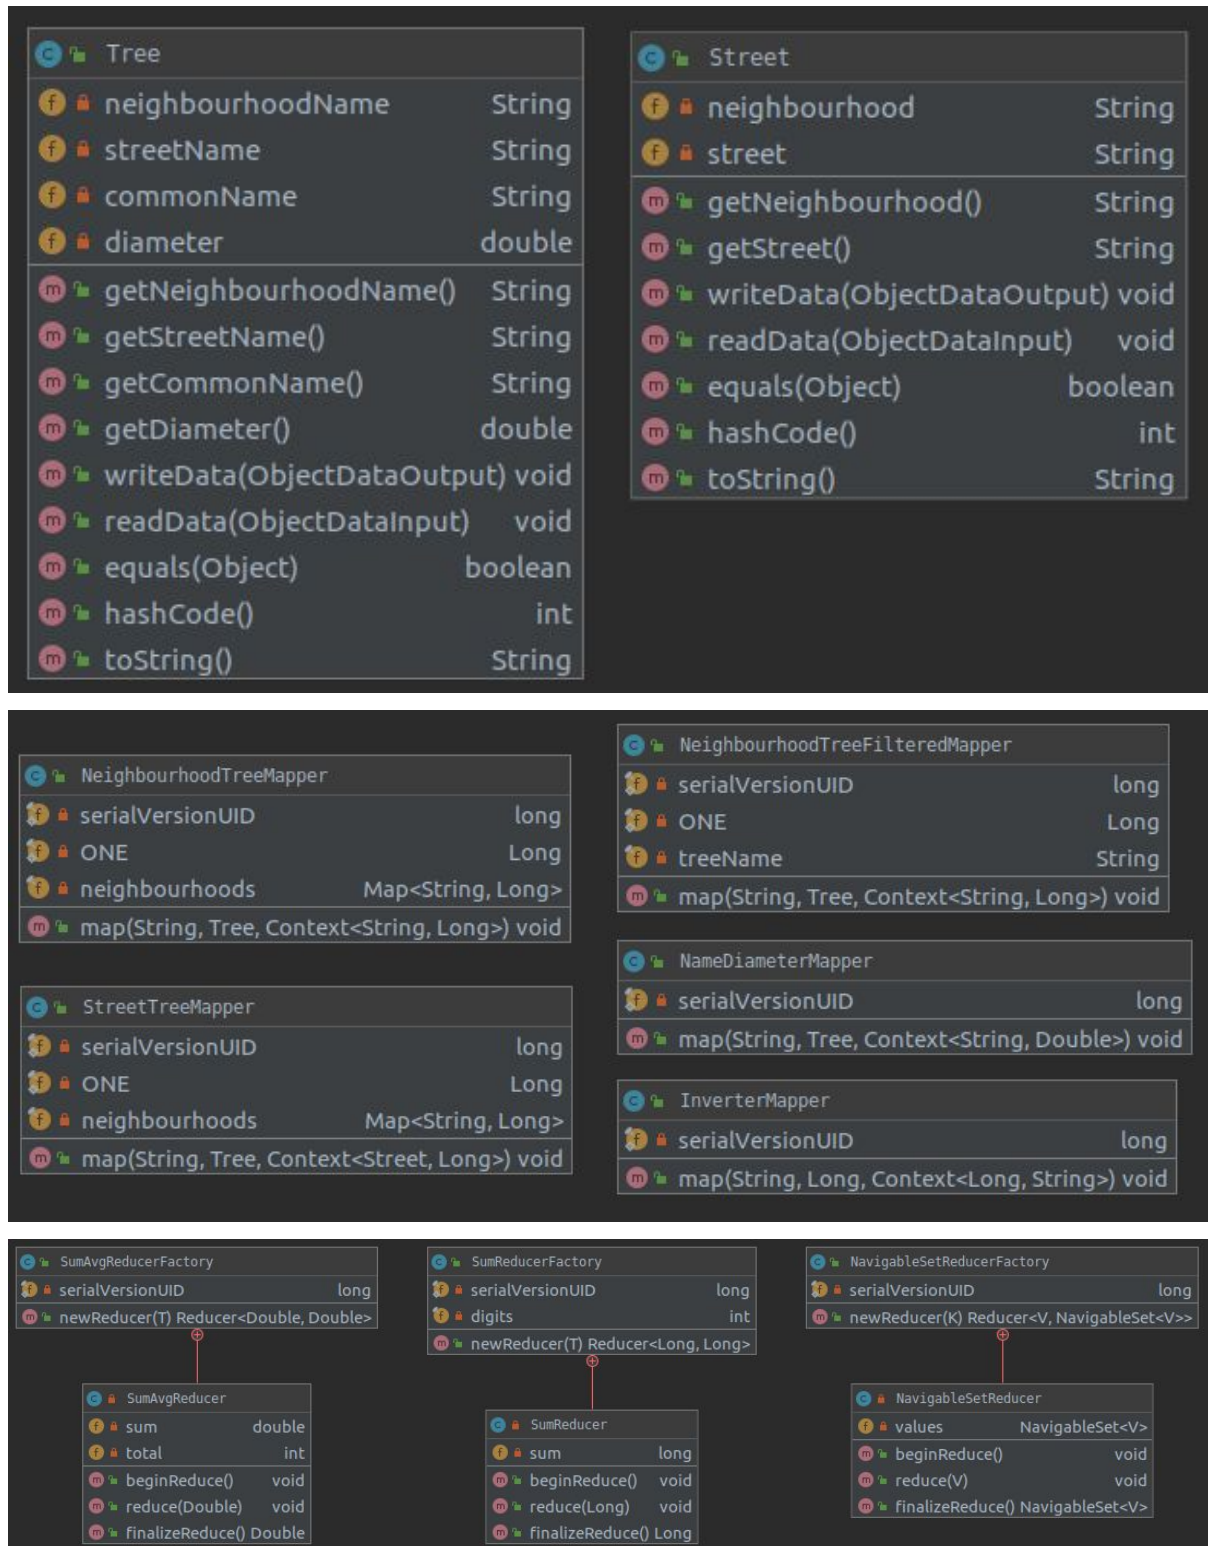 Tree
neighbourhoodName String
streetName String
commonName String
diameter double
getNeighbourhoodName() String
getStreetName() String
getCommonName() String
getDiameter() double
writeData(ObjectDataOutput) void
readData(ObjectDataInput) void
equals(Object) boolean
hashCode() int
toString() String
Street
neighbourhood String
street String
getNeighbourhood() String
getStreet() String
writeData(ObjectDataOutput) void
readData(ObjectDataInput) void
equals(Object) boolean
hashCode() int
toString() String
NeighbourhoodTreeMapper
serialVersionUID long
ONE Long
neighbourhoods Map<String, Long>
map(String, Tree, Context<String, Long>) void
StreetTreeMapper
serialVersionUID long
ONE Long
neighbourhoods Map<String, Long>
map(String, Tree, Context<Street, Long>) void
NeighbourhoodTreeFilteredMapper
serialVersionUID long
ONE Long
treeName String
map(String, Tree, Context<String, Long>) void
NameDiameterMapper
serialVersionUID long
map(String, Tree, Context<String, Double>) void
InverterMapper
serialVersionUID long
map(String, Long, Context<Long, String>) void
SumAvgReducerFactory
serialVersionUID long
newReducer(T) Reducer<Double, Double>
SumAvgReducer
sum double
total int
beginReduce() void
reduce(Double) void
finalizeReduce() Double
SumReducerFactory
serialVersionUID long
digits int
newReducer(T) Reducer<Long, Long>
SumReducer
sum long
beginReduce() void
reduce(Long) void
finalizeReduce() Long
NavigableSetReducerFactory
serialVersionUID long
newReducer(K) Reducer<V, NavigableSet<V>>
NavigableSetReducer
values NavigableSet<V>
beginReduce() void
reduce(V) void
finalizeReduce() NavigableSet<V>